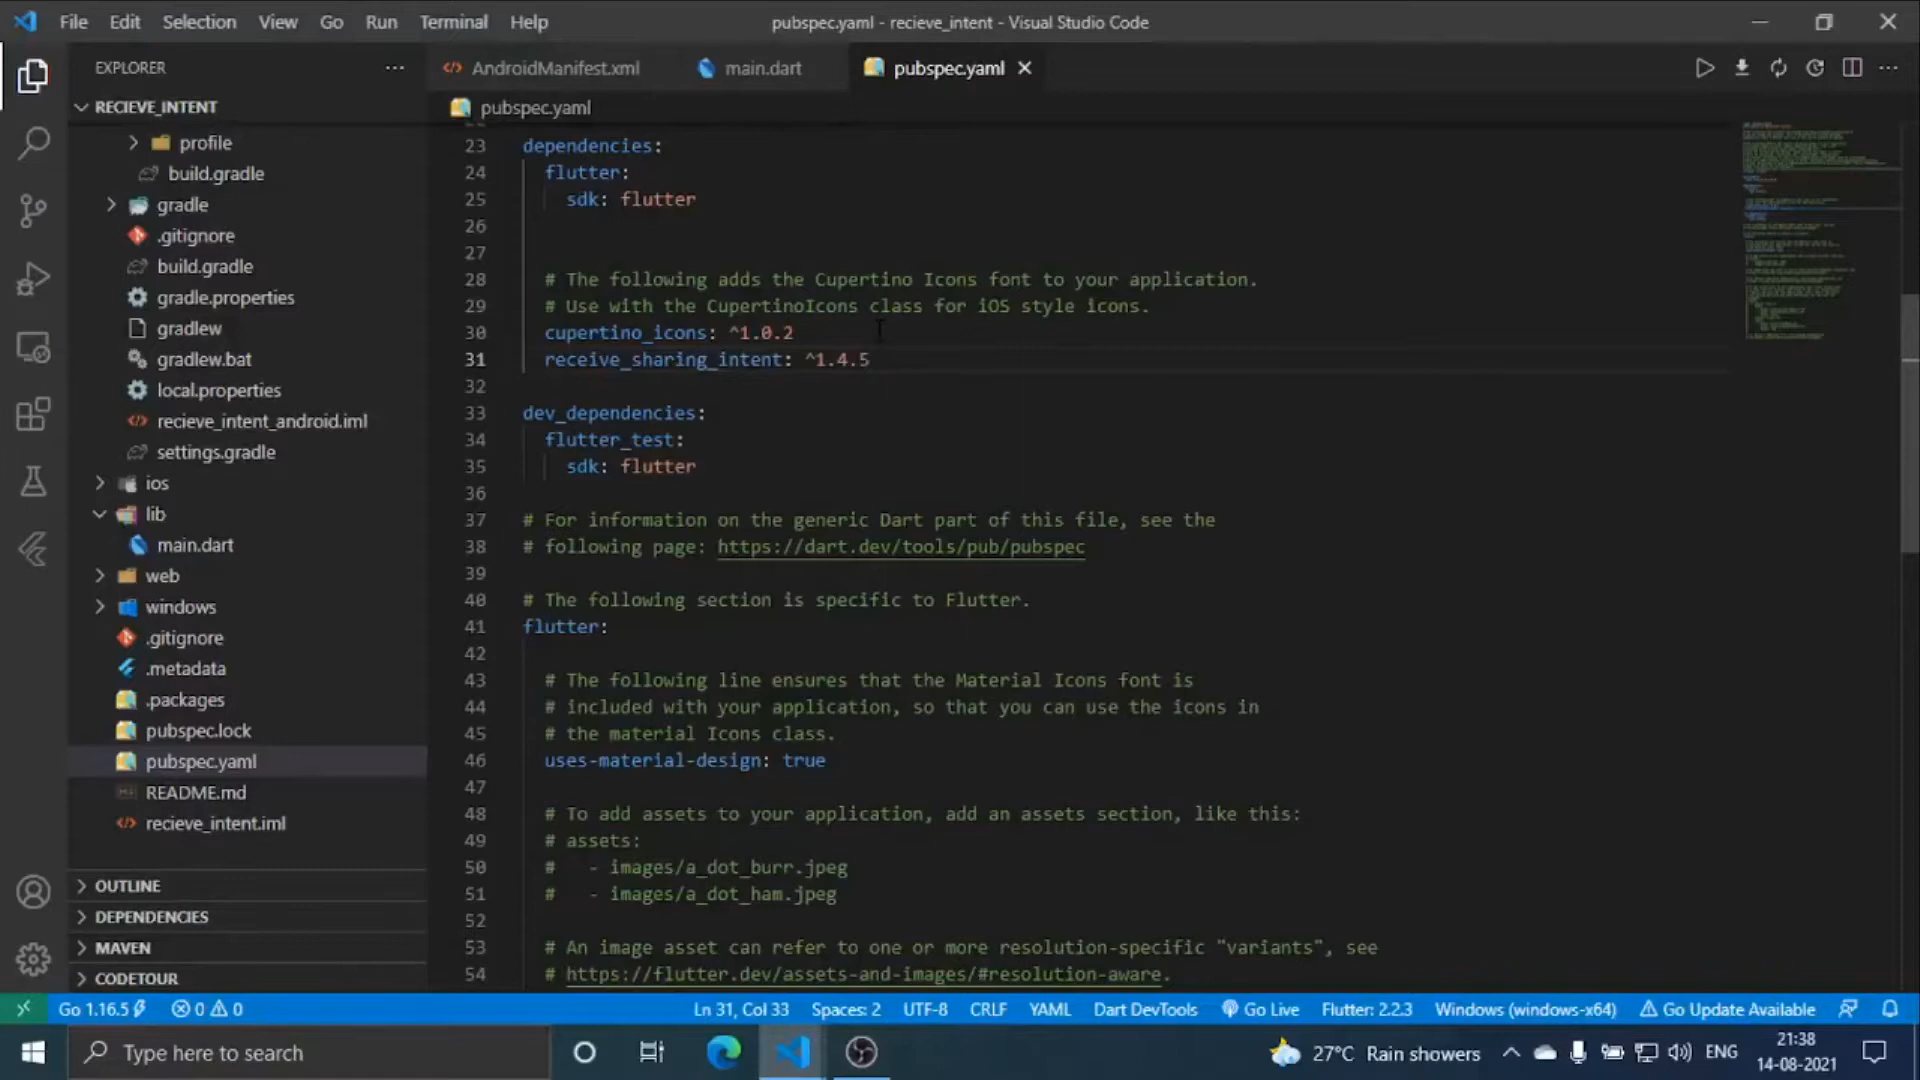 File Edit Selection View Go Run Terminal Help
pubspec.yaml - recieve_intent - Visual Studio Code
EXPLORER
RECIEVE_INTENT
profile
build.gradle
gradle
.gitignore
build.gradle
gradle.properties
gradlew
gradlew.bat
local.properties
recieve_intent_android.iml
settings.gradle
ios
lib
main.dart
web
windows
.gitignore
.metadata
.packages
pubspec.lock
pubspec.yaml
README.md
recieve_intent.iml
OUTLINE
DEPENDENCIES
MAVEN
CODETOUR
AndroidManifest.xml main.dart pubspec.yaml
pubspec.yaml
23 dependencies:
24 flutter:
25 sdk: flutter
26
27
28 # The following adds the Cupertino Icons font to your application.
29 # Use with the CupertinoIcons class for iOS style icons.
30 cupertino_icons: ^1.0.2
31 receive_sharing_intent: ^1.4.5
32
33 dev_dependencies:
34 flutter_test:
35 sdk: flutter
36
37 # For information on the generic Dart part of this file, see the
38 # following page: https://dart.dev/tools/pub/pubspec
39
40 # The following section is specific to Flutter.
41 flutter:
42
43 # The following line ensures that the Material Icons font is
44 # included with your application, so that you can use the icons in
45 # the material Icons class.
46 uses-material-design: true
47
48 # To add assets to your application, add an assets section, like this:
49 # assets:
50 # - images/a_dot_burr.jpeg
51 # - images/a_dot_ham.jpeg
52
53 # An image asset can refer to one or more resolution-specific "variants", see
54 # https://flutter.dev/assets-and-images/#resolution-aware.
Go 1.16.5 0 0 Ln 31, Col 33 Spaces: 2 UTF-8 CRLF YAML Dart DevTools Go Live Flutter: 2.2.3 Windows (windows-x64) Go Update Available
Type here to search
27°C Rain showers
ENG
21:38
14-08-2021